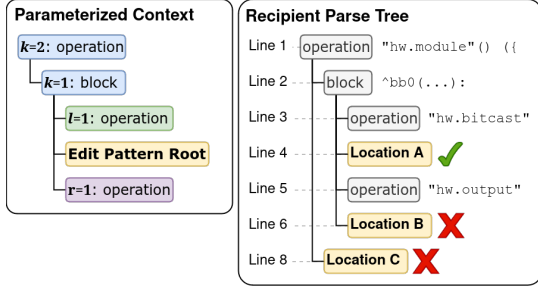 Parameterized Context
k=2: operation
k=1: block
l=1: operation
Edit Pattern Root
r=1: operation
Recipient Parse Tree
Line 1 operation "hw.module"() ({
Line 2 block ^bb0(...):
Line 3 operation "hw.bitcast"
Line 4 Location A
Line 5 operation "hw.output"
Line 6 Location B
Line 8 Location C